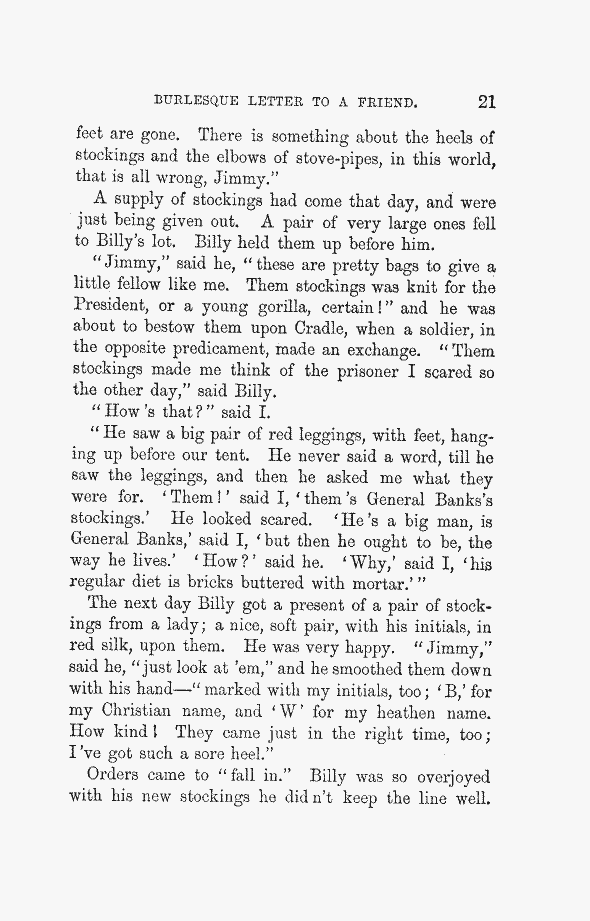 BURLESQUE LETTER TO A FRIEND. 21
feet are gone. There is something about the heels of
stockings and the elbows of stove-pipes, in this world,
that is all wrong, Jimmy."
A supply of stockings had come that day, and were
just being given out. A pair of very large ones fell
to Billy's lot. Billy held them up before him.
"Jimmy," said he, "these are pretty bags to give a
little fellow like me. Them stockings was knit for the
President, or a young gorilla, certain!" and he was
about to bestow them upon Cradle, when a soldier, in
the opposite predicament, made an exchange. "Them
stockings made me think of the prisoner I scared so
the other day," said Billy.
"How's that?" said I.
"He saw a big pair of red leggings, with feet, hang-
ing up before our tent. He never said a word, till he
saw the leggings, and then he asked me what they
were for. 'Them!' said I, 'them's General Banks's
stockings.' He looked scared. 'He's a big man, is
General Banks,' said I, 'but then he ought to be, the
way he lives.' 'How?' said he. 'Why,' said I, 'his
regular diet is bricks buttered with mortar.'"
The next day Billy got a present of a pair of stock-
ings from a lady; a nice, soft pair, with his initials, in
red silk, upon them. He was very happy. "Jimmy,"
said he, "just look at 'em," and he smoothed them down
with his hand—"marked with my initials, too; 'B,' for
my Christian name, and 'W' for my heathen name.
How kind! They came just in the right time, too;
I've got such a sore heel."
Orders came to "fall in." Billy was so overjoyed
with his new stockings he didn't keep the line well.